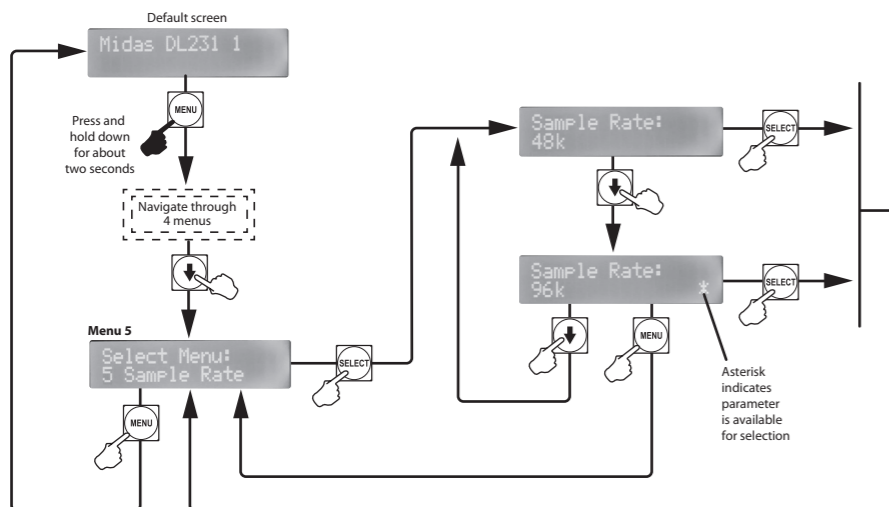 Default screen
Midas DL231 1
MENU
Press and
hold down
for about
two seconds
Navigate through
4 menus
Menu 5
Select Menu:
5 Sample Rate
MENU
SELECT
Sample Rate:
48k
SELECT
Sample Rate:
96k *
SELECT
MENU
Asterisk
indicates
parameter
is available
for selection